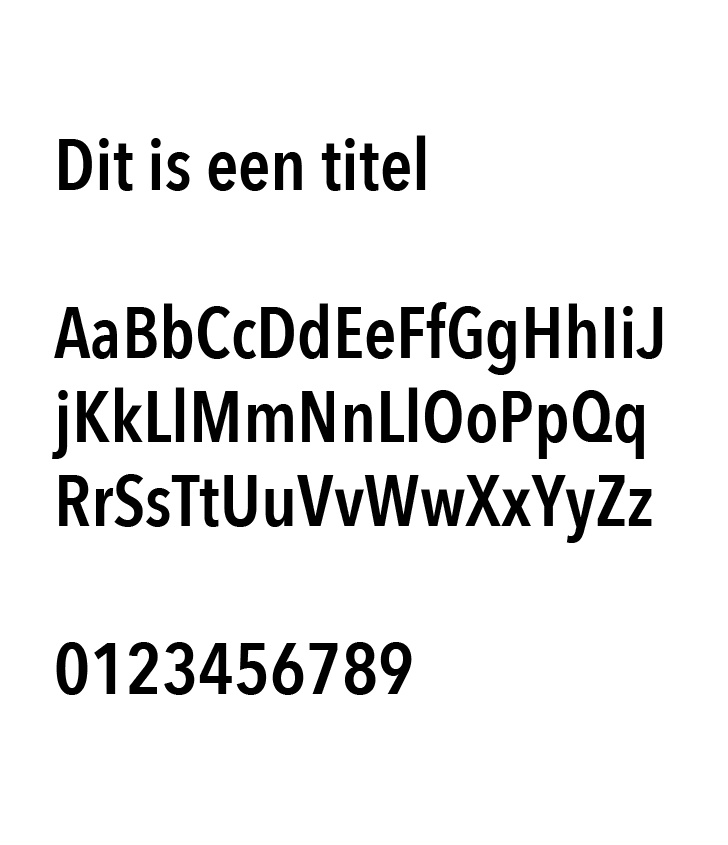 Dit is een titel
AaBbCcDdEeFfGgHhIiJ
jKkLlMmNnLlOoPpQq
RrSsTtUuVvWwXxYyZz
0123456789